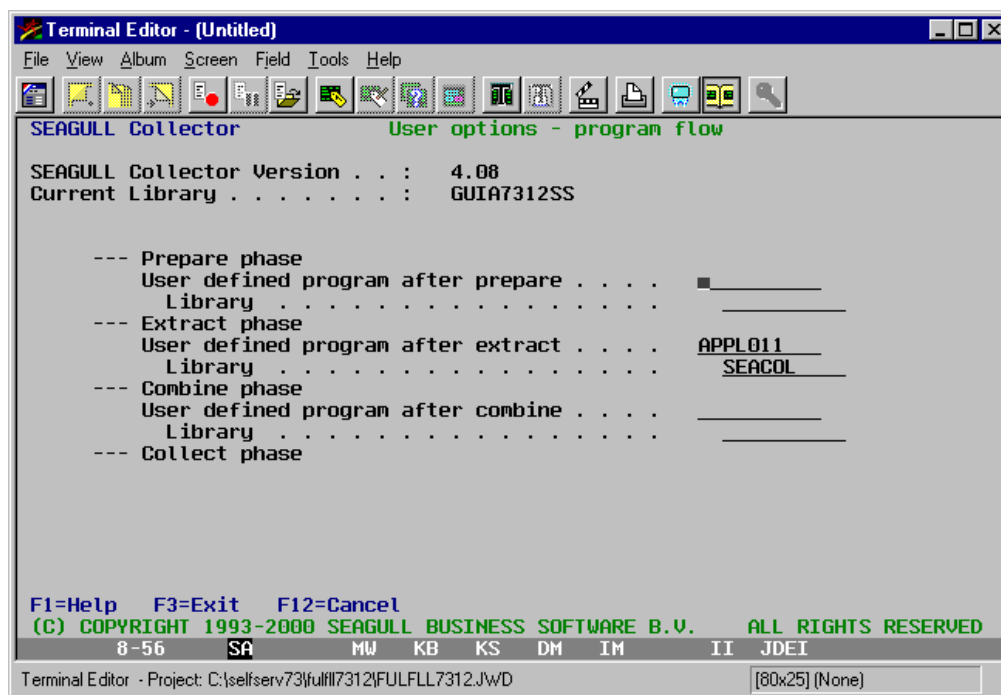 Terminal Editor - (Untitled)
File View Album Screen Field Tools Help
SEAGULL Collector User options - program flow
SEAGULL Collector Version . . : 4.08
Current Library . . . . . . . : GUIA7312SS
--- Prepare phase
User defined program after prepare . . . .
Library . . . . . . . . . . . . . . . .
--- Extract phase
User defined program after extract . . . . APPL011
Library . . . . . . . . . . . . . . . . SEACOL
--- Combine phase
User defined program after combine . . . .
Library . . . . . . . . . . . . . . . .
--- Collect phase
F1=Help F3=Exit F12=Cancel
(C) COPYRIGHT 1993-2000 SEAGULL BUSINESS SOFTWARE B.V. ALL RIGHTS RESERVED
8-56 SA MW KB KS DM IM II JDEI
Terminal Editor - Project: C:\selfserv73\fulfll7312\FULFLL7312.JWD [80x25] (None)